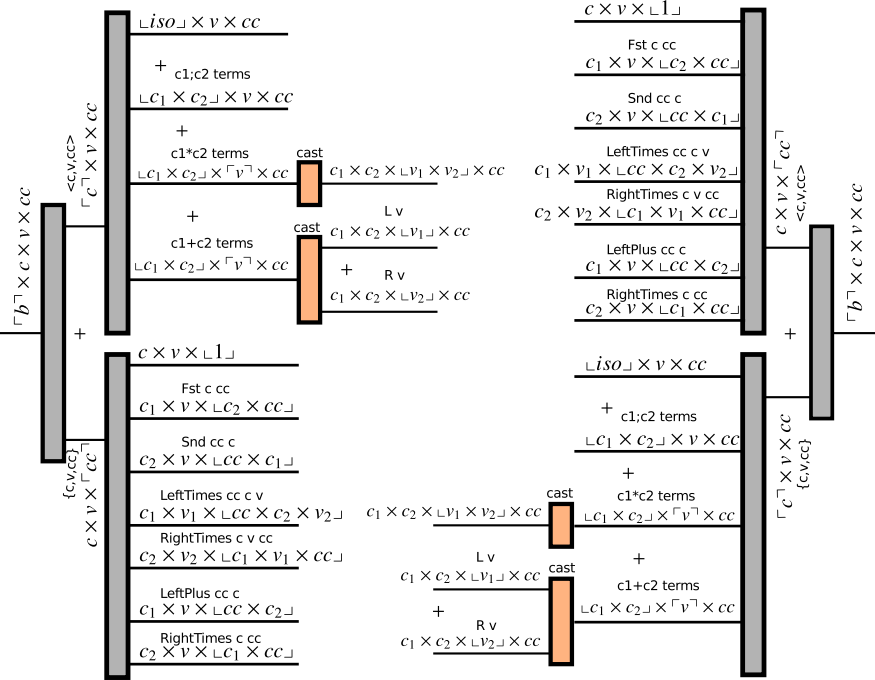 ⌜b⌝ × c × v × cc
<c,v,cc>
⌜c⌝ × v × cc
+
{c,v,cc}
c × v × ⌜cc⌝
⌞iso⌟ × v × cc
+
c1;c2 terms
⌞c₁ × c₂⌟ × v × cc
+
c1*c2 terms
⌞c₁ × c₂⌟ × ⌜v⌝ × cc
cast
c₁ × c₂ × ⌞v₁ × v₂⌟ × cc
+
c1+c2 terms
⌞c₁ × c₂⌟ × ⌜v⌝ × cc
cast
L v
c₁ × c₂ × ⌞v₁⌟ × cc
+
R v
c₁ × c₂ × ⌞v₂⌟ × cc
c × v × ⌞1⌟
Fst c cc
c₁ × v × ⌞c₂ × cc⌟
Snd cc c
c₂ × v × ⌞cc × c₁⌟
LeftTimes cc c v
c₁ × v₁ × ⌞cc × c₂ × v₂⌟
RightTimes c v cc
c₂ × v₂ × ⌞c₁ × v₁ × cc⌟
LeftPlus cc c
c₁ × v × ⌞cc × c₂⌟
RightTimes c cc
c₂ × v × ⌞c₁ × cc⌟
c × v × ⌞1⌟
Fst c cc
c₁ × v × ⌞c₂ × cc⌟
Snd cc c
c₂ × v × ⌞cc × c₁⌟
LeftTimes cc c v
c₁ × v₁ × ⌞cc × c₂ × v₂⌟
RightTimes c v cc
c₂ × v₂ × ⌞c₁ × v₁ × cc⌟
LeftPlus cc c
c₁ × v × ⌞cc × c₂⌟
RightTimes c cc
c₂ × v × ⌞c₁ × cc⌟
⌞iso⌟ × v × cc
+
c1;c2 terms
⌞c₁ × c₂⌟ × v × cc
+
c1*c2 terms
⌞c₁ × c₂⌟ × ⌜v⌝ × cc
cast
c₁ × c₂ × ⌞v₁ × v₂⌟ × cc
+
c1+c2 terms
⌞c₁ × c₂⌟ × ⌜v⌝ × cc
cast
L v
c₁ × c₂ × ⌞v₁⌟ × cc
+
R v
c₁ × c₂ × ⌞v₂⌟ × cc
c × v × ⌜cc⌝
<c,v,cc>
+
⌜c⌝ × v × cc
{c,v,cc}
⌜b⌝ × c × v × cc